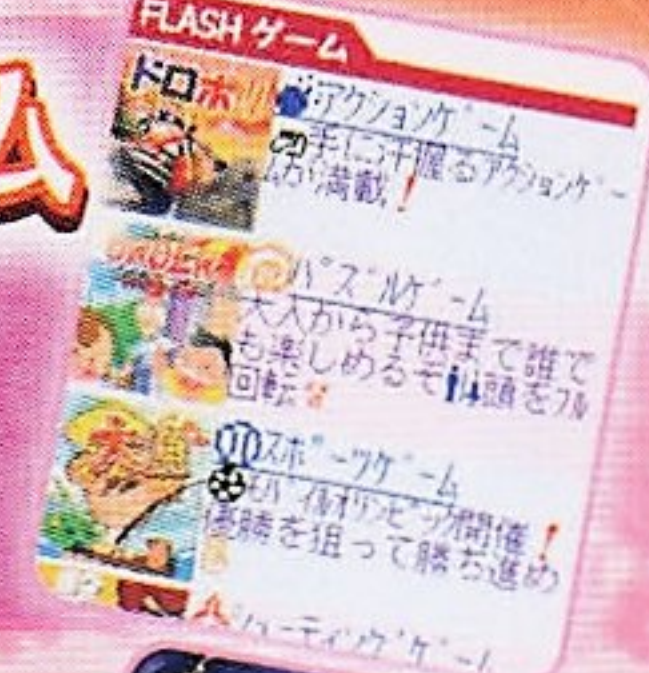 FLASH ゲーム
ム
ドロホリ
アクションゲーム
手に汗握るアクションゲー
ムが満載!
パズルゲーム
大人から子供まで誰で
も楽しめるぞ 頭をフル
回転
スポーツゲーム
モバイルオリンピック開催!
優勝を狙って勝ち進め
シューティングゲーム